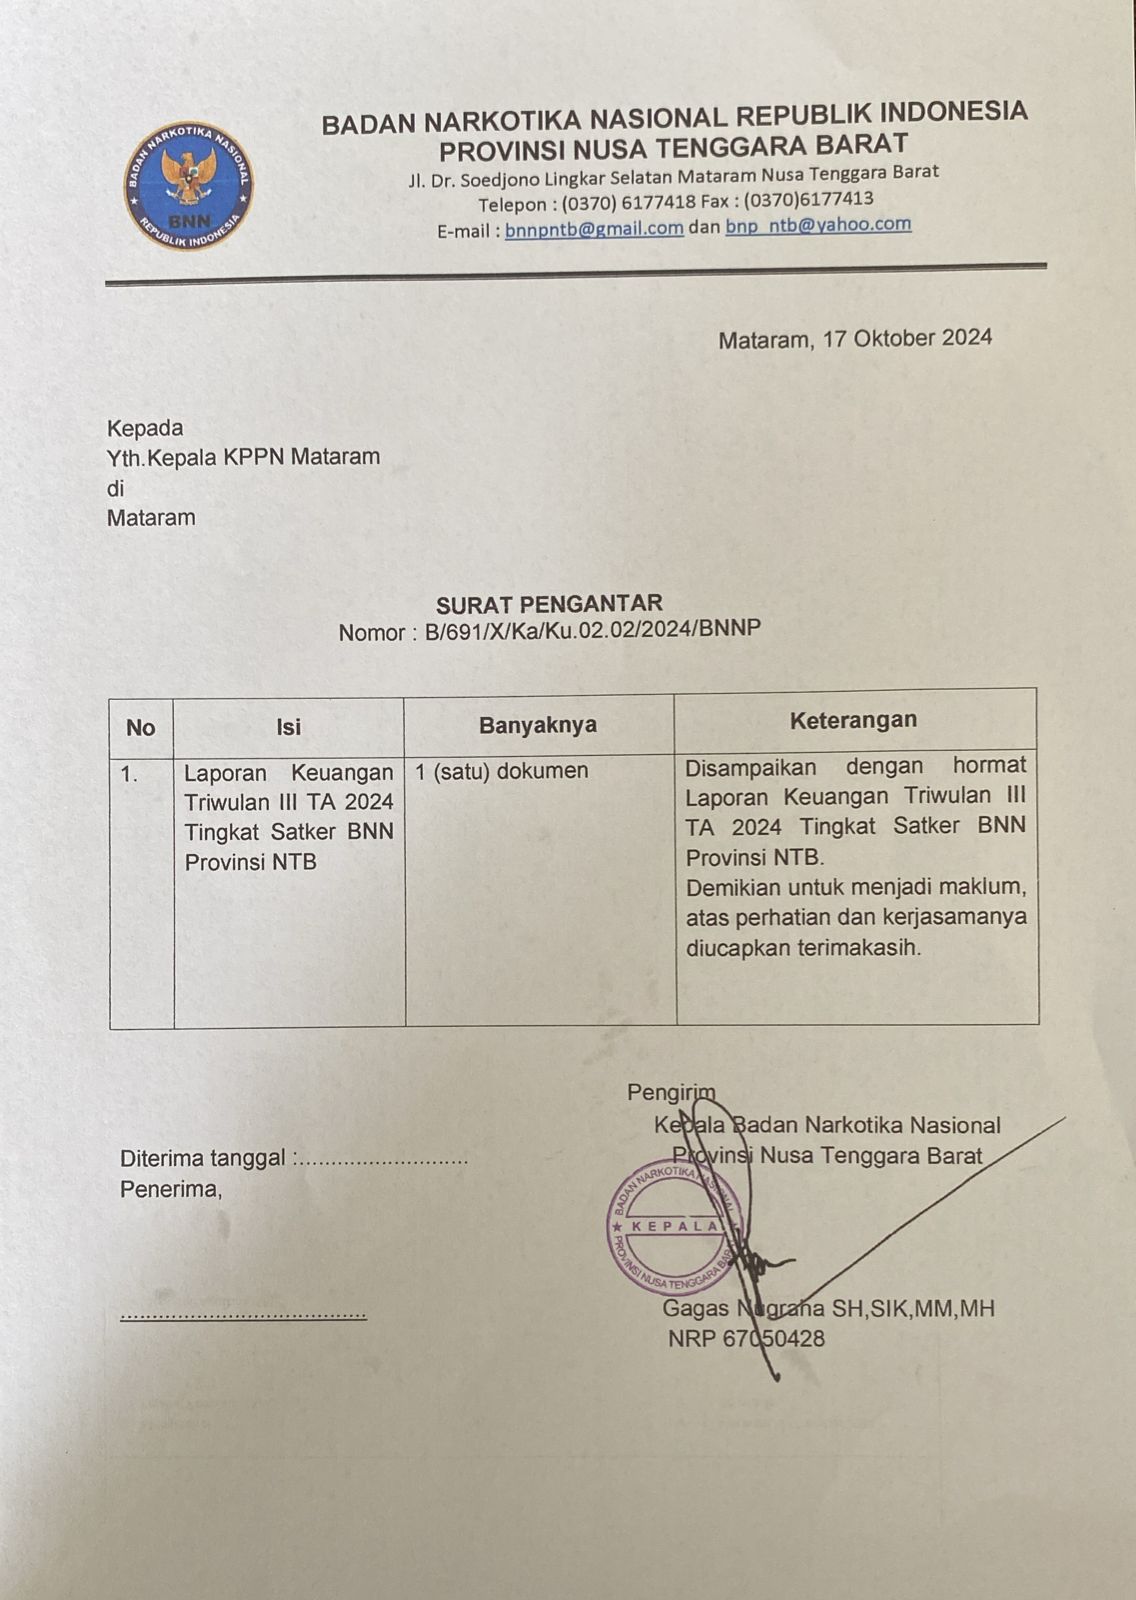 BADAN NARKOTIKA NASIONAL
BNN
REPUBLIK INDONESIA
BADAN NARKOTIKA NASIONAL REPUBLIK INDONESIA
PROVINSI NUSA TENGGARA BARAT
Jl. Dr. Soedjono Lingkar Selatan Mataram Nusa Tenggara Barat
Telepon : (0370) 6177418 Fax : (0370)6177413
E-mail : bnnpntb@gmail.com dan bnp_ntb@yahoo.com
Mataram, 17 Oktober 2024
Kepada
Yth.Kepala KPPN Mataram
di
Mataram
SURAT PENGANTAR
Nomor : B/691/X/Ka/Ku.02.02/2024/BNNP
No Isi Banyaknya Keterangan
1.
Laporan Keuangan
Triwulan III TA 2024
Tingkat Satker BNN
Provinsi NTB
1 (satu) dokumen
Disampaikan dengan hormat
Laporan Keuangan Triwulan III
TA 2024 Tingkat Satker BNN
Provinsi NTB.
Demikian untuk menjadi maklum,
atas perhatian dan kerjasamanya
diucapkan terimakasih.
Diterima tanggal :...........................
Penerima,
.......................................
Pengirim
Kepala Badan Narkotika Nasional
Provinsi Nusa Tenggara Barat
BADAN NARKOTIKA NASIONAL
KEPALA
PROVINSI NUSA TENGGARA BARAT
Gagas Nugraha SH,SIK,MM,MH
NRP 67050428